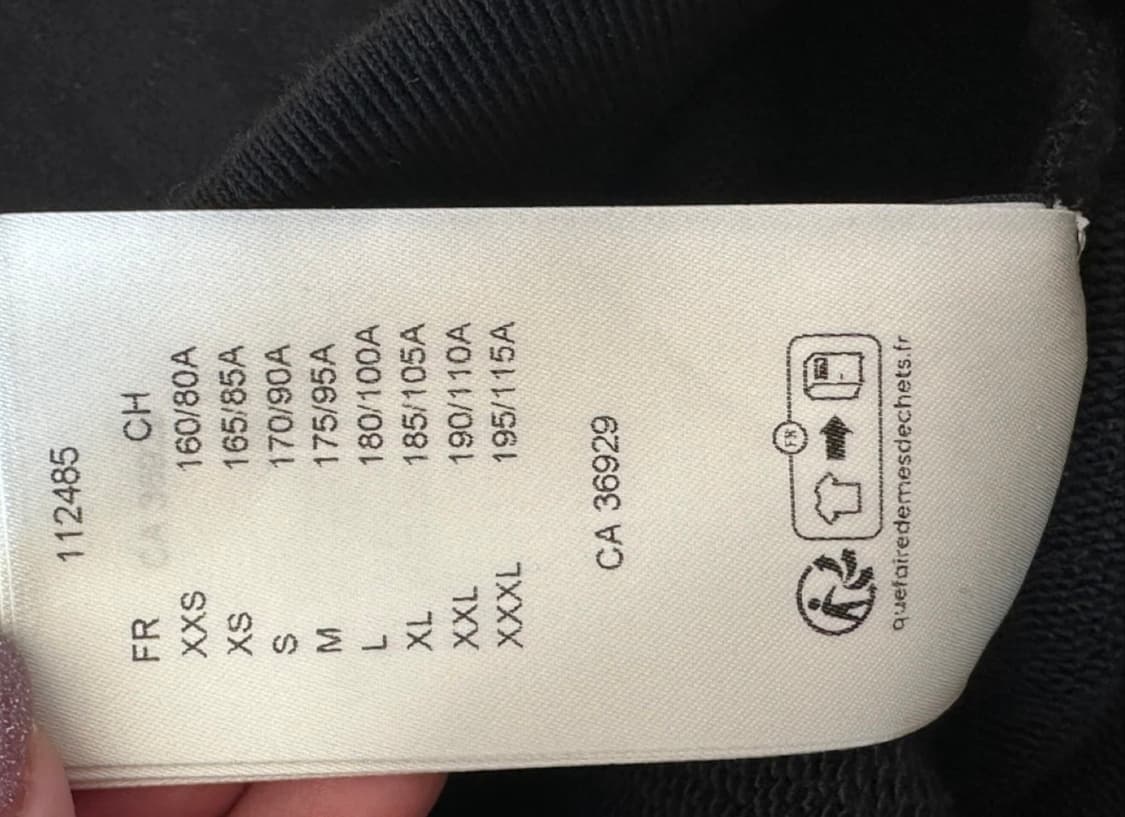 112485
FR CH
XXS 160/80A
XS 165/85A
S 170/90A
M 175/95A
L 180/100A
XL 185/105A
XXL 190/110A
XXXL 195/115A
CA 36929
FR
quefairedemesdechets.fr